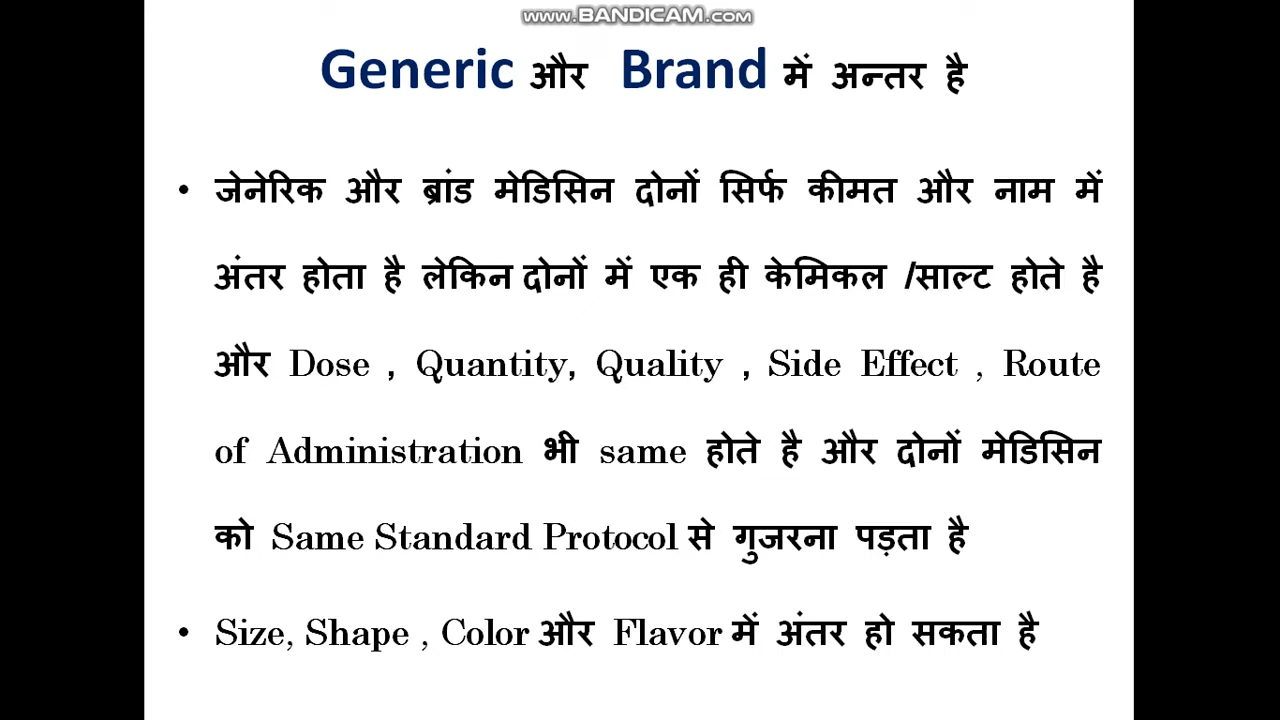 www.BANDICAM.com
Generic और Brand में अन्तर है
• जेनेरिक और ब्रांड मेडिसिन दोनों सिर्फ कीमत और नाम में
अंतर होता है लेकिन दोनों में एक ही केमिकल /साल्ट होते है
और Dose , Quantity, Quality , Side Effect , Route
of Administration भी same होते है और दोनों मेडिसिन
को Same Standard Protocol से गुजरना पड़ता है
• Size, Shape , Color और Flavor में अंतर हो सकता है